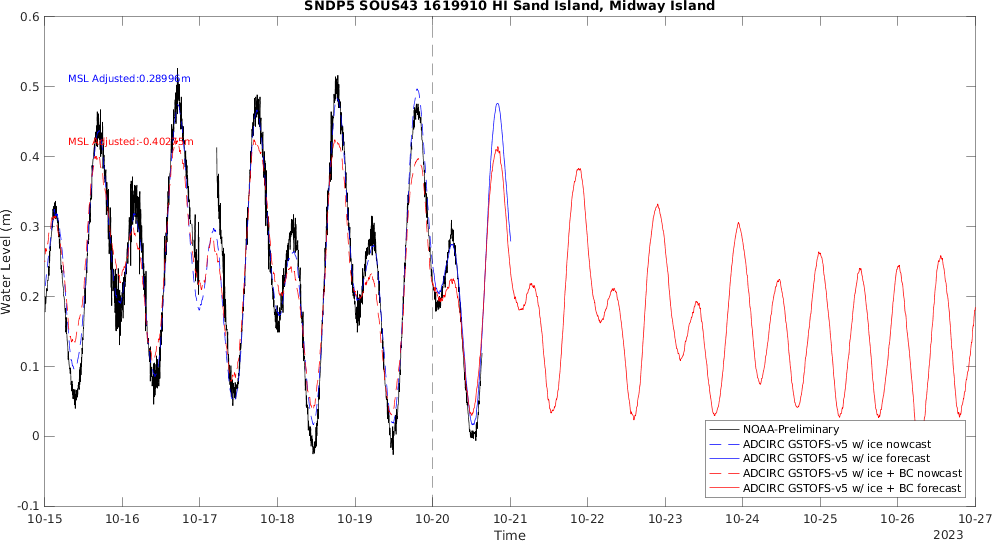 SNDP5 SOUS43 1619910 HI Sand Island, Midway Island
0.6
0.5
0.4
0.3
0.2
0.1
0
-0.1
Water Level (m)
MSL Adjusted:0.28996m
MSL Adjusted:-0.40275m
NOAA-Preliminary
ADCIRC GSTOFS-v5 w/ ice nowcast
ADCIRC GSTOFS-v5 w/ ice forecast
ADCIRC GSTOFS-v5 w/ ice + BC nowcast
ADCIRC GSTOFS-v5 w/ ice + BC forecast
10-15 10-16 10-17 10-18 10-19 10-20 10-21 10-22 10-23 10-24 10-25 10-26 10-27
Time
2023